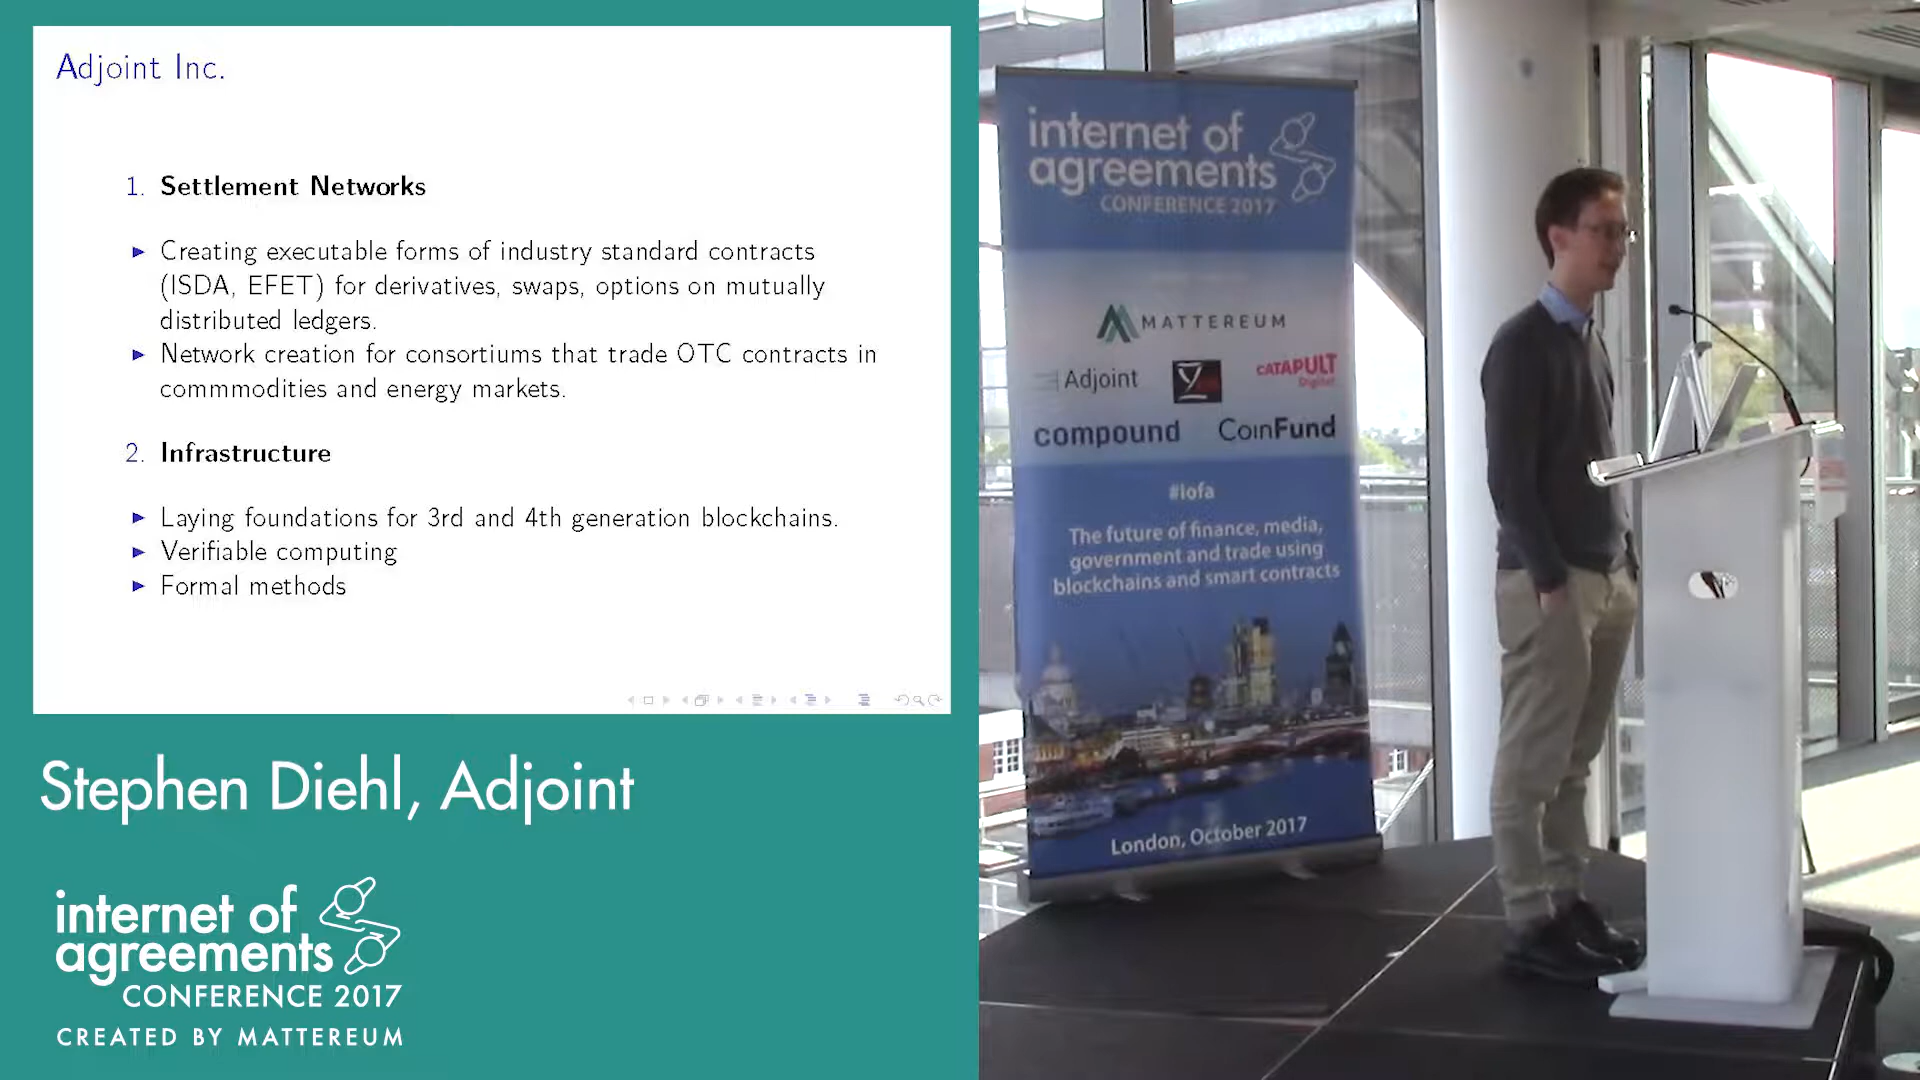 Adjoint Inc.
1. Settlement Networks
Creating executable forms of industry standard contracts
(ISDA, EFET) for derivatives, swaps, options on mutually
distributed ledgers.
Network creation for consortiums that trade OTC contracts in
commmodities and energy markets.
2. Infrastructure
Laying foundations for 3rd and 4th generation blockchains.
Verifiable computing
Formal methods
Stephen Diehl, Adjoint
internet of
agreements
CONFERENCE 2017
CREATED BY MATTEREUM
internet of
agreements
CONFERENCE 2017
MATTEREUM
Adjoint
CATAPULT
Digital
compound
CoinFund
#iofa
The future of finance, media,
government and trade using
blockchains and smart contracts
London, October 2017